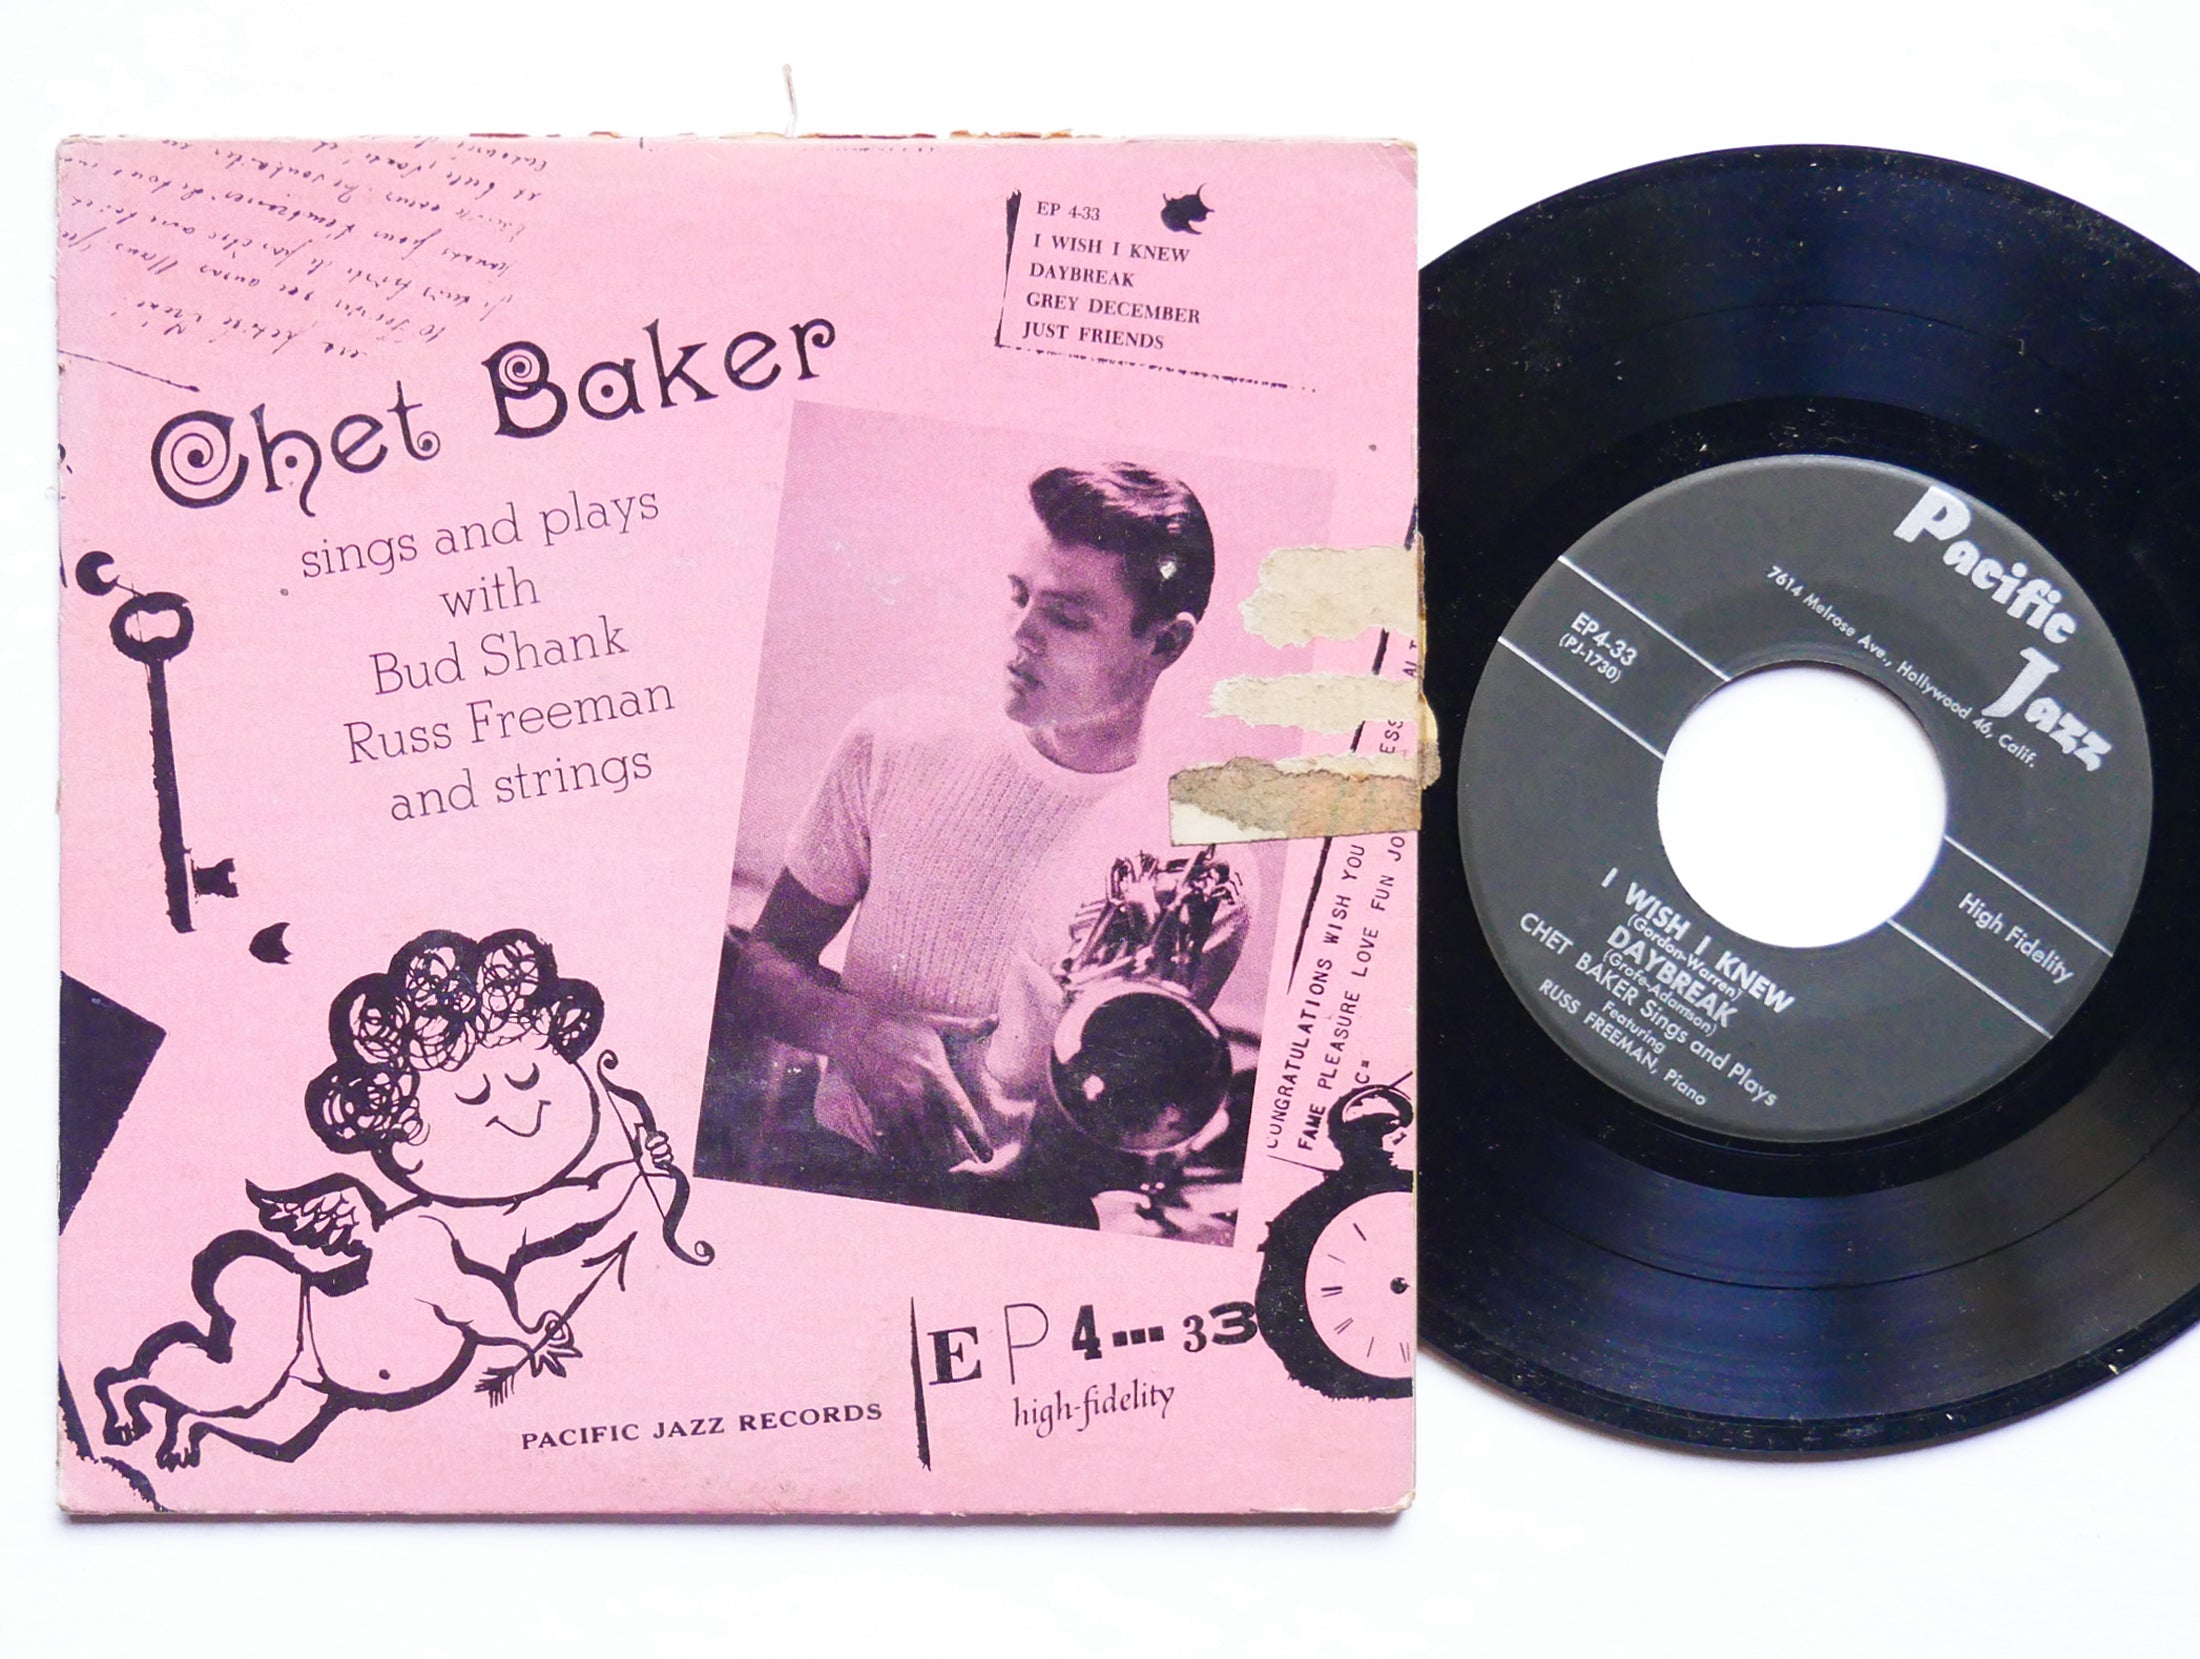 EP 4-33
I WISH I KNEW
DAYBREAK
GREY DECEMBER
JUST FRIENDS
Chet Baker
sings and plays
with
Bud Shank
Russ Freeman
and strings
CONGRATULATIONS WISH YOU
FAME PLEASURE LOVE FUN JO
ESS
C=
EP 4--- 33
high-fidelity
PACIFIC JAZZ RECORDS
Pacific
Jazz
7614 Melrose Ave., Hollywood 46, Calif.
EP4-33
(PJ-1730)
High Fidelity
I WISH I KNEW
(Gordon-Warren)
DAYBREAK
(Grofe-Adamson)
CHET BAKER Sings and Plays
Featuring
RUSS FREEMAN, Piano